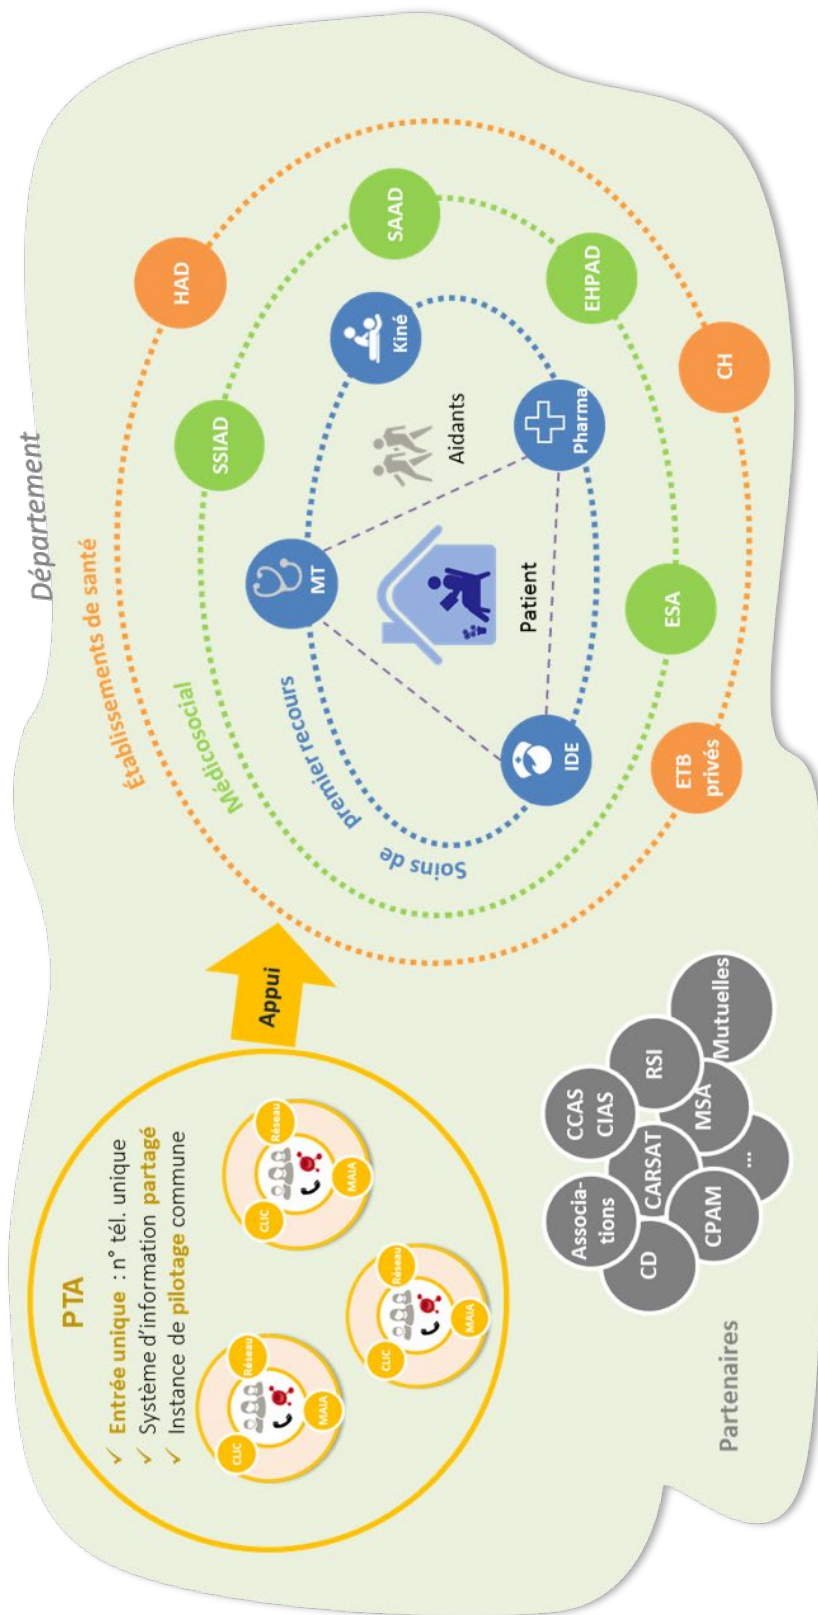 Département
PTA
✓ Entrée unique : n° tél. unique
✓ Système d'information partagé
✓ Instance de pilotage commune
CLIC
Réseau
MAIA
CLIC
Réseau
MAIA
CLIC
Réseau
MAIA
Appui
Établissements de santé
Médicosocial
Soins de
premier recours
HAD
SSIAD
SAAD
MT
Kiné
Aidants
Patient
IDE
Pharma
EHPAD
ESA
CH
ETB
privés
Partenaires
Associa-
tions
CCAS
CIAS
CD
CARSAT
RSI
CPAM
MSA
Mutuelles
...